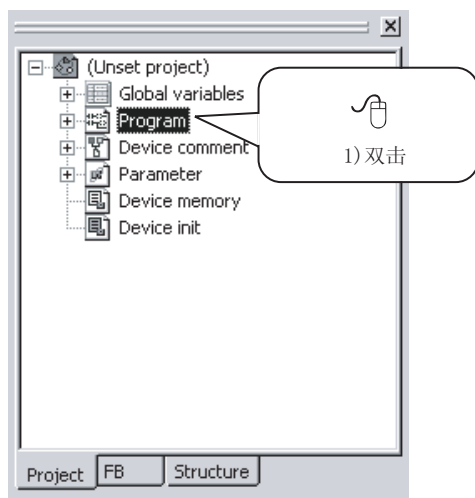 (Unset project)
Global variables
Program
Device comment
Parameter
Device memory
Device init
1)双击
Project FB Structure